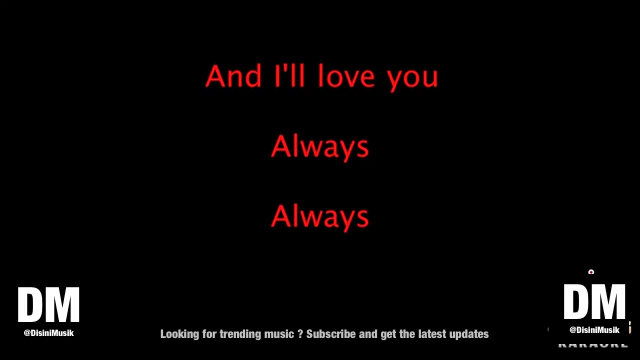 And I'll love you
Always
Always
DM
@DisiniMusik
DM
@DisiniMusik
Looking for trending music ? Subscribe and get the latest updates
KARAOKE